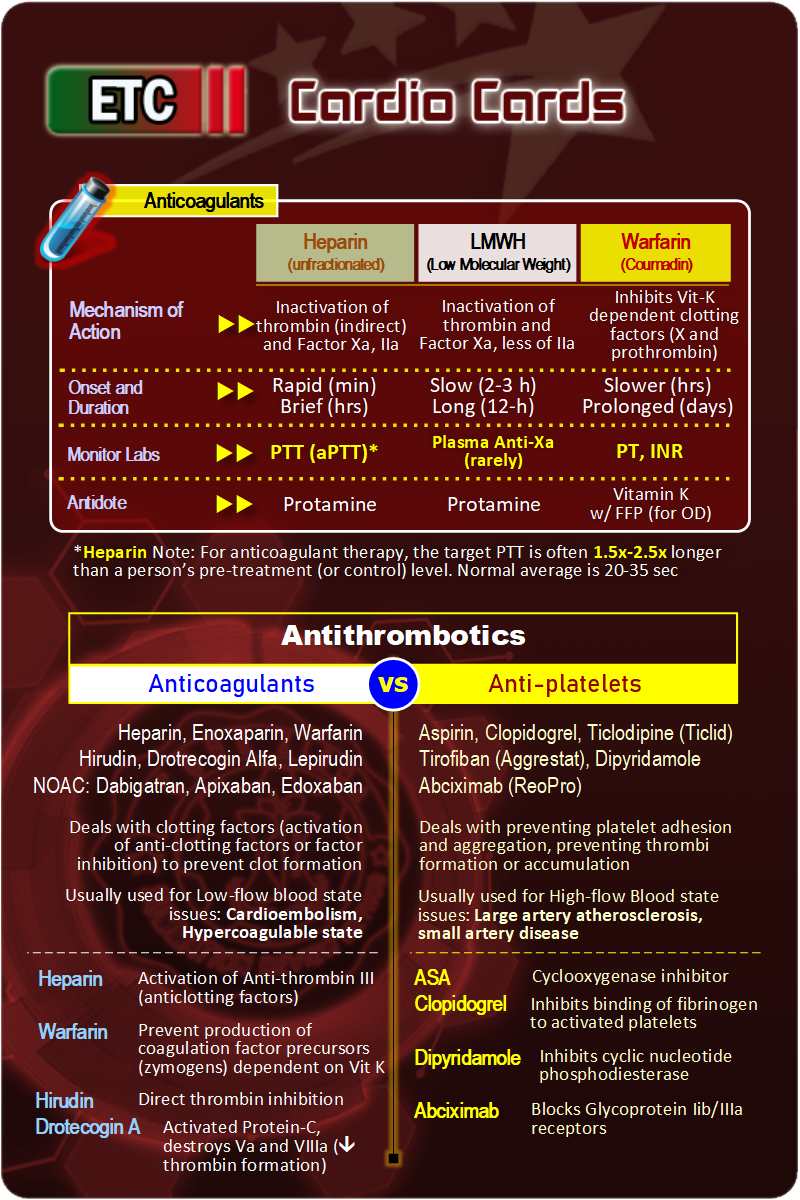 ETC
Cardio Cards
Anticoagulants
Heparin
(unfractionated)
LMWH
(Low Molecular Weight)
Warfarin
(Coumadin)
Mechanism of
Action
Inactivation of
thrombin (indirect)
and Factor Xa, IIa
Inactivation of
thrombin and
Factor Xa, less of IIa
Inhibits Vit-K
dependent clotting
factors (X and
prothrombin)
Onset and
Duration
Rapid (min)
Brief (hrs)
Slow (2-3 h)
Long (12-h)
Slower (hrs)
Prolonged (days)
Monitor Labs
PTT (aPTT)*
Plasma Anti-Xa
(rarely)
PT, INR
Antidote
Protamine
Protamine
Vitamin K
w/ FFP (for OD)
*Heparin Note: For anticoagulant therapy, the target PTT is often 1.5x-2.5x longer
than a person's pre-treatment (or control) level. Normal average is 20-35 sec
Antithrombotics
Anticoagulants
VS
Anti-platelets
Heparin, Enoxaparin, Warfarin
Hirudin, Drotrecogin Alfa, Lepirudin
NOAC: Dabigatran, Apixaban, Edoxaban
Deals with clotting factors (activation
of anti-clotting factors or factor
inhibition) to prevent clot formation
Usually used for Low-flow blood state
issues: Cardioembolism,
Hypercoagulable state
Aspirin, Clopidogrel, Ticlodipine (Ticlid)
Tirofiban (Aggrestat), Dipyridamole
Abciximab (ReoPro)
Deals with preventing platelet adhesion
and aggregation, preventing thrombi
formation or accumulation
Usually used for High-flow Blood state
issues: Large artery atherosclerosis,
small artery disease
Heparin
Activation of Anti-thrombin III
(anticlotting factors)
Warfarin
Prevent production of
coagulation factor precursors
(zymogens) dependent on Vit K
Hirudin
Direct thrombin inhibition
Drotecogin A
Activated Protein-C,
destroys Va and VIIIa (↓
thrombin formation)
ASA
Cyclooxygenase inhibitor
Clopidogrel
Inhibits binding of fibrinogen
to activated platelets
Dipyridamole
Inhibits cyclic nucleotide
phosphodiesterase
Abciximab
Blocks Glycoprotein Iib/IIIa
receptors